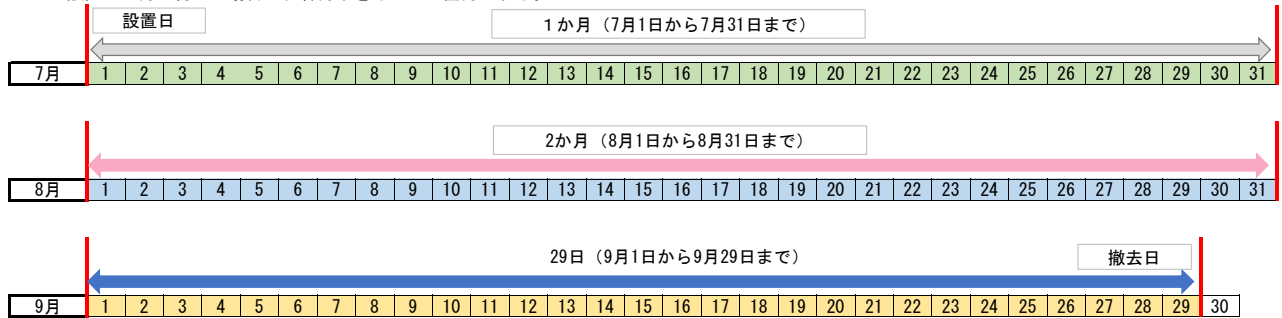 設置日
1か月（7月1日から7月31日まで）
7月 1 2 3 4 5 6 7 8 9 10 11 12 13 14 15 16 17 18 19 20 21 22 23 24 25 26 27 28 29 30 31
2か月（8月1日から8月31日まで）
8月 1 2 3 4 5 6 7 8 9 10 11 12 13 14 15 16 17 18 19 20 21 22 23 24 25 26 27 28 29 30 31
29日（9月1日から9月29日まで） 撤去日
9月 1 2 3 4 5 6 7 8 9 10 11 12 13 14 15 16 17 18 19 20 21 22 23 24 25 26 27 28 29 30